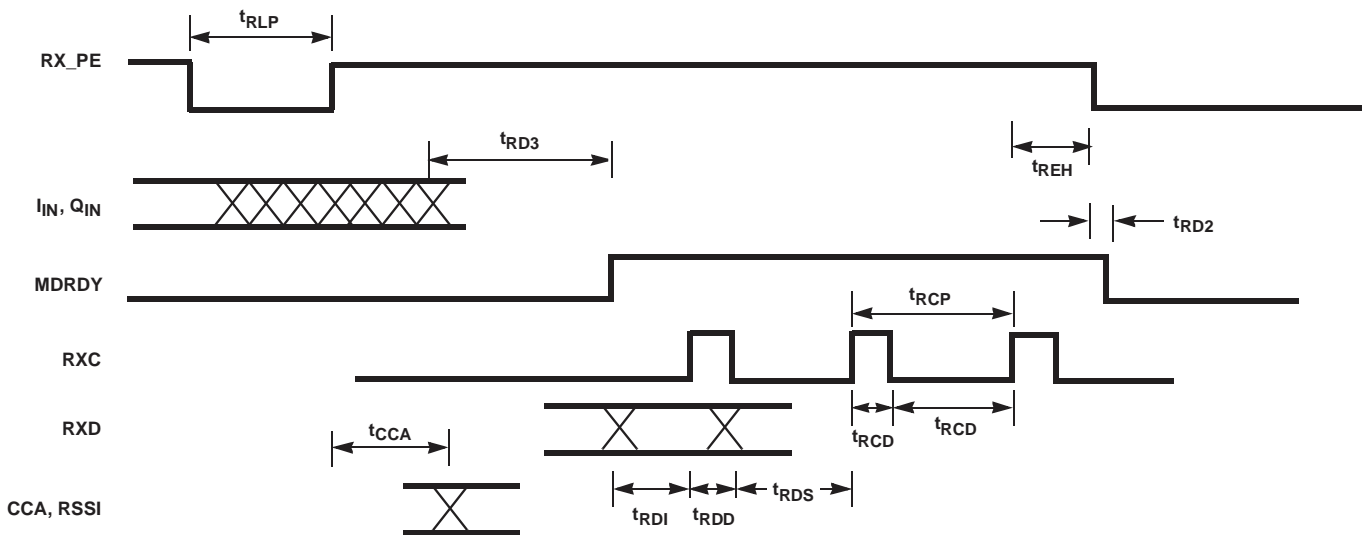 tRLP
RX_PE
tRD3
tREH
IIN, QIN
tRD2
MDRDY
tRCP
RXC
RXD
tCCA
tRCD
tRCD
CCA, RSSI
tRDI
tRDD
tRDS